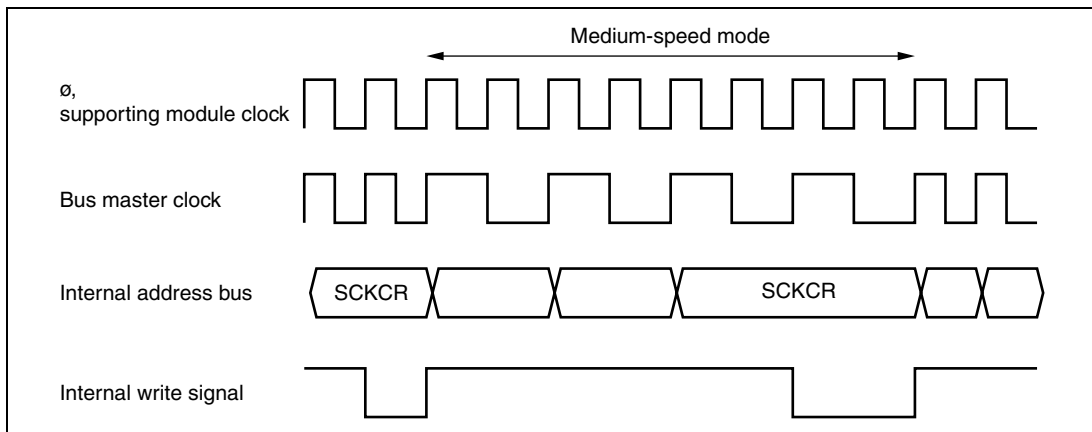 Medium-speed mode
ø,
supporting module clock
Bus master clock
Internal address bus
SCKCR
SCKCR
Internal write signal